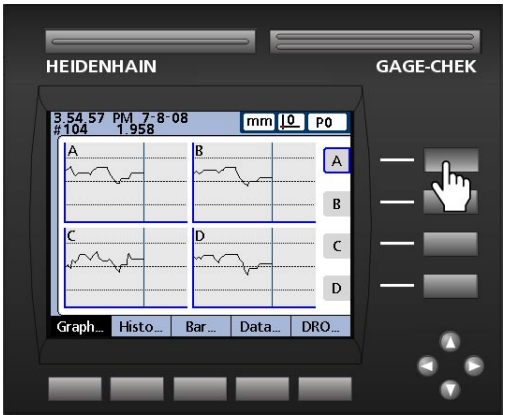 HEIDENHAIN
GAGE-CHEK
3.54.57 PM 7-8-08
#104 1.958
mm
P0
A
B
C
D
A
B
C
D
Graph... Histo... Bar... Data... DRO...